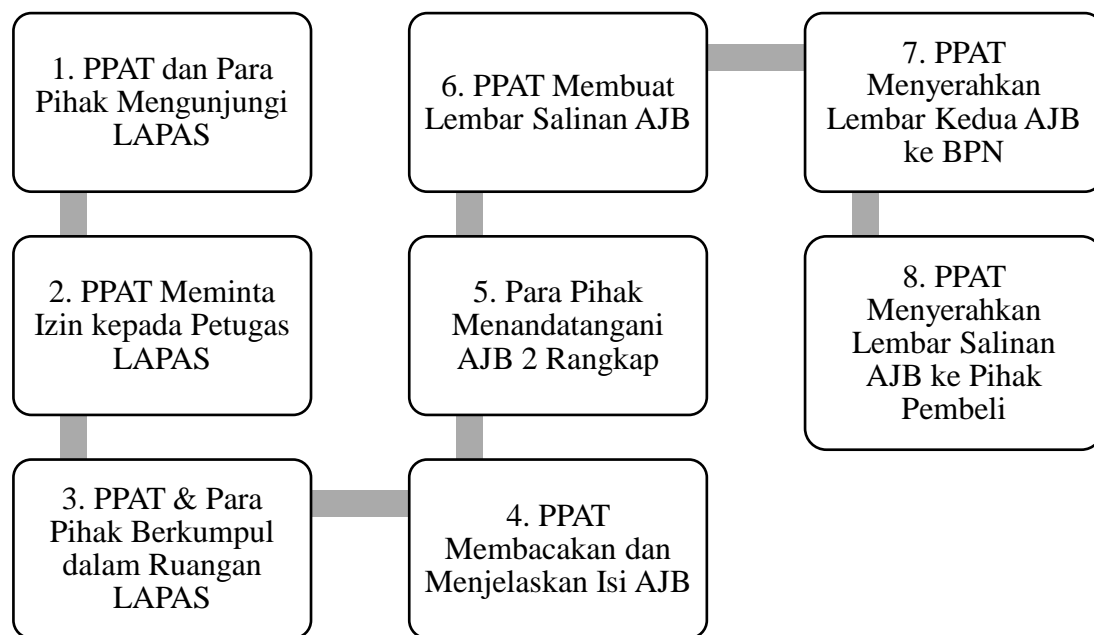 1. PPAT dan Para
Pihak Mengunjungi
LAPAS
2. PPAT Meminta
Izin kepada Petugas
LAPAS
3. PPAT & Para
Pihak Berkumpul
dalam Ruangan
LAPAS
4. PPAT
Membacakan dan
Menjelaskan Isi AJB
5. Para Pihak
Menandatangani
AJB 2 Rangkap
6. PPAT Membuat
Lembar Salinan AJB
7. PPAT
Menyerahkan
Lembar Kedua AJB
ke BPN
8. PPAT
Menyerahkan
Lembar Salinan
AJB ke Pihak
Pembeli